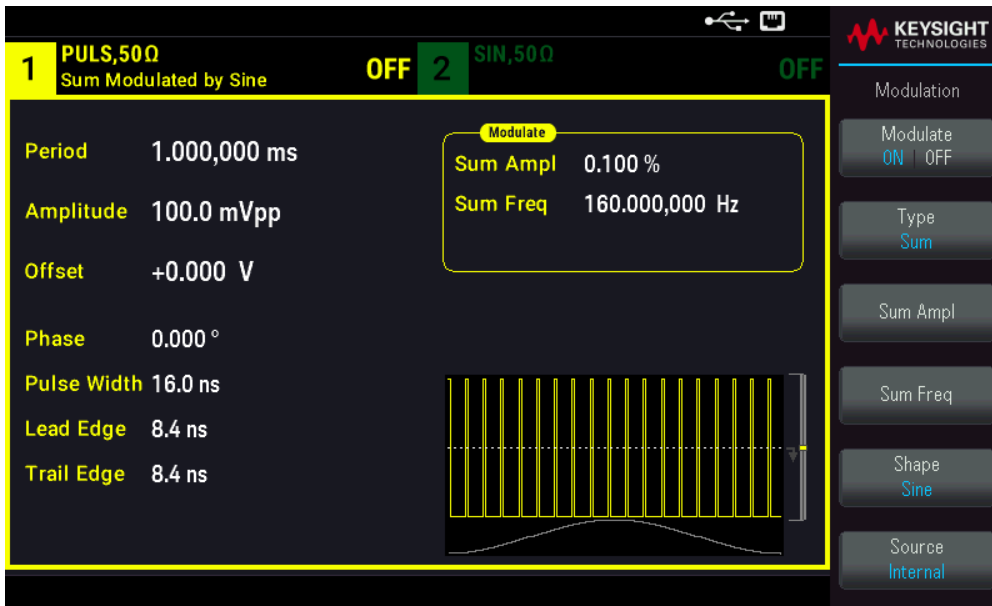 KEYSIGHT
TECHNOLOGIES
1
PULS,50Ω
Sum Modulated by Sine
OFF
2
SIN,50Ω
OFF
Modulation
Period 1.000,000 ms
Amplitude 100.0 mVpp
Offset +0.000 V
Phase 0.000 °
Pulse Width 16.0 ns
Lead Edge 8.4 ns
Trail Edge 8.4 ns
Modulate
Sum Ampl 0.100 %
Sum Freq 160.000,000 Hz
Modulate
ON | OFF
Type
Sum
Sum Ampl
Sum Freq
Shape
Sine
Source
Internal